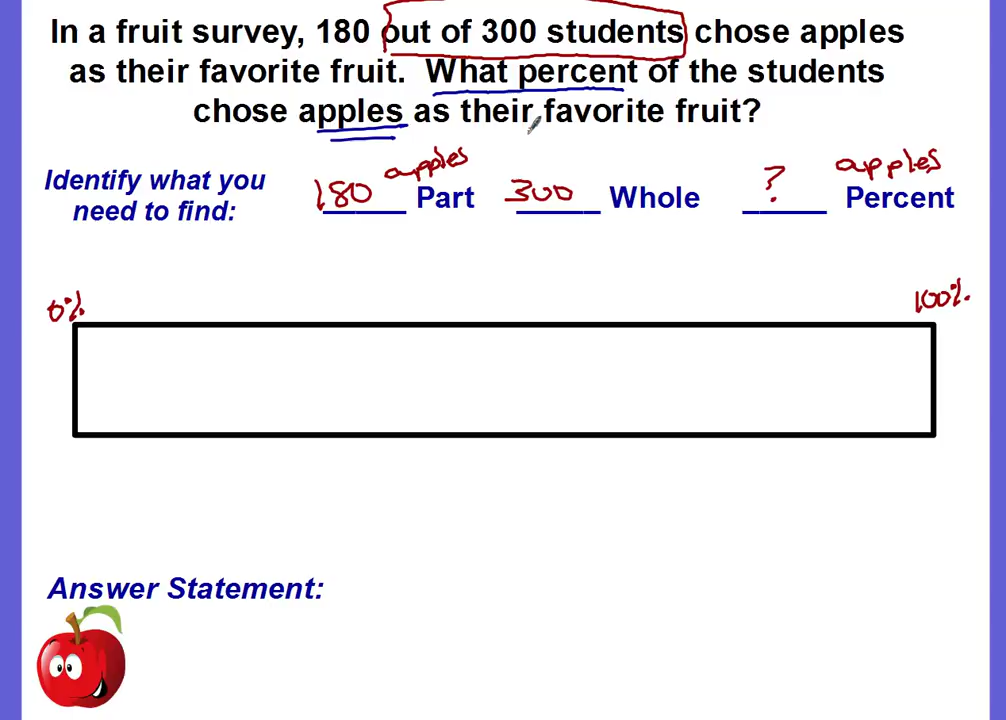 In a fruit survey, 180 out of 300 students chose apples
as their favorite fruit. What percent of the students
chose apples as their favorite fruit?
apples apples
Identify what you 180 Part 300 Whole ? Percent
need to find:
0% 100%
Answer Statement: